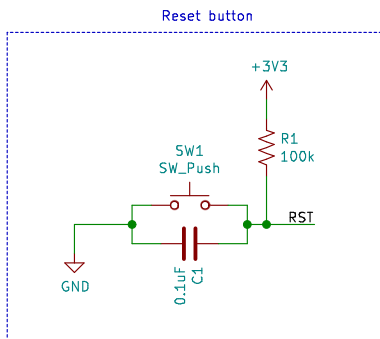 Reset button
+3V3
R1
100k
SW1
SW_Push
RST
GND
0.1uF
C1